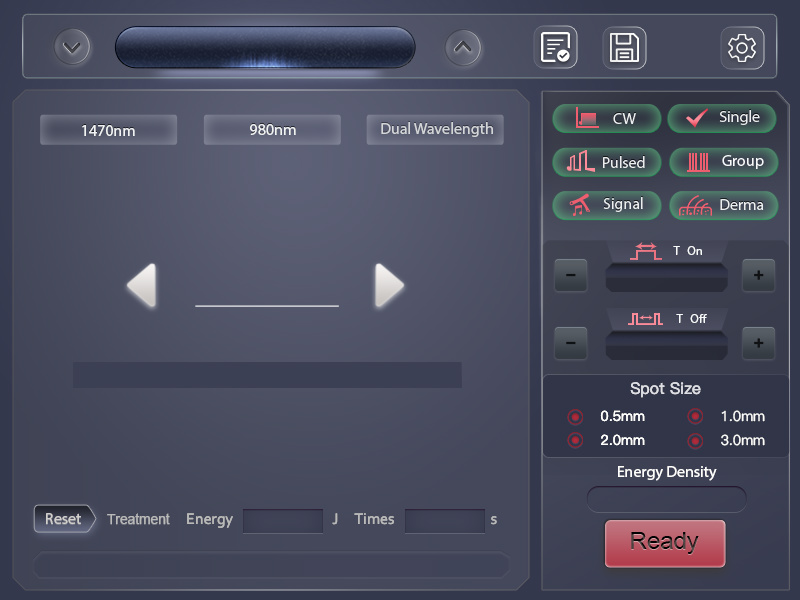 1470nm 980nm Dual Wavelength
CW Single
Pulsed Group
Signal Derma
T On
−  +
T Off
−  +
Spot Size
0.5mm 1.0mm
2.0mm 3.0mm
Energy Density
Reset Treatment Energy J Times s
Ready